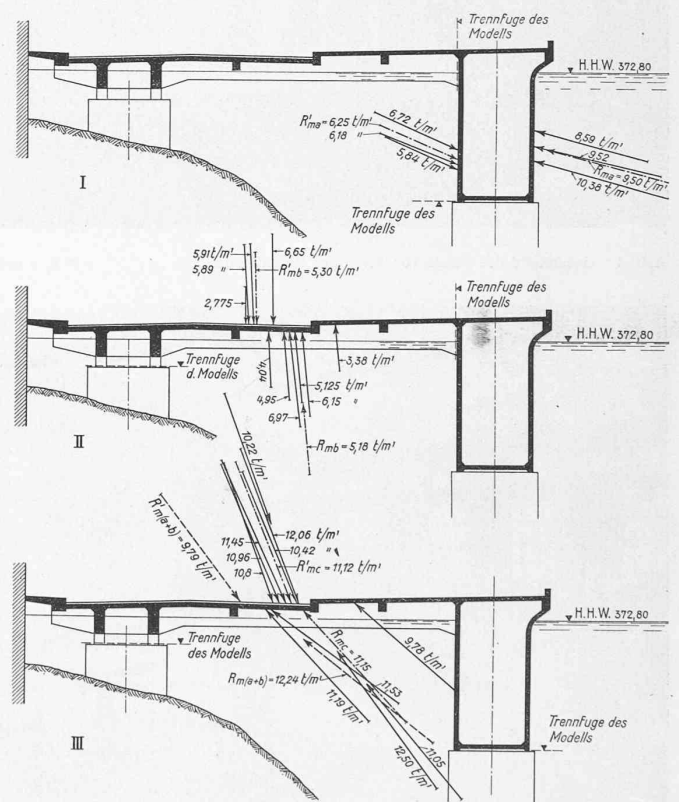 Trennfuge des
Modells
H.H.W. 372,80
6,72 t/m'
R'ma = 6,25 t/m'
6,18 "
5,84 t/m'
8,59 t/m'
9,52
Rma = 9,50 t/m'
10,38 t/m'
I
Trennfuge des
Modells
5,91 t/m'
5,89 "
6,65 t/m'
R'mb = 5,30 t/m'
2,775
Trennfuge des
Modells
H.H.W. 372,80
Trennfuge
d. Modells
3,38 t/m'
4,04
5,125 t/m'
4,95
6,15 "
6,97
Rmb = 5,18 t/m'
II
10,22 t/m'
R'm(a+b) = 9,79 t/m'
12,06 t/m'
11,45
10,42 "
10,96
R'mc = 11,12 t/m'
10,8
H.H.W. 372,80
Trennfuge
des Modells
Rmc = 11,15
9,78 t/m'
Rm(a+b) = 12,24 t/m'
11,53
11,19 t/m'
11,05
12,50 t/m'
Trennfuge des
Modells
III